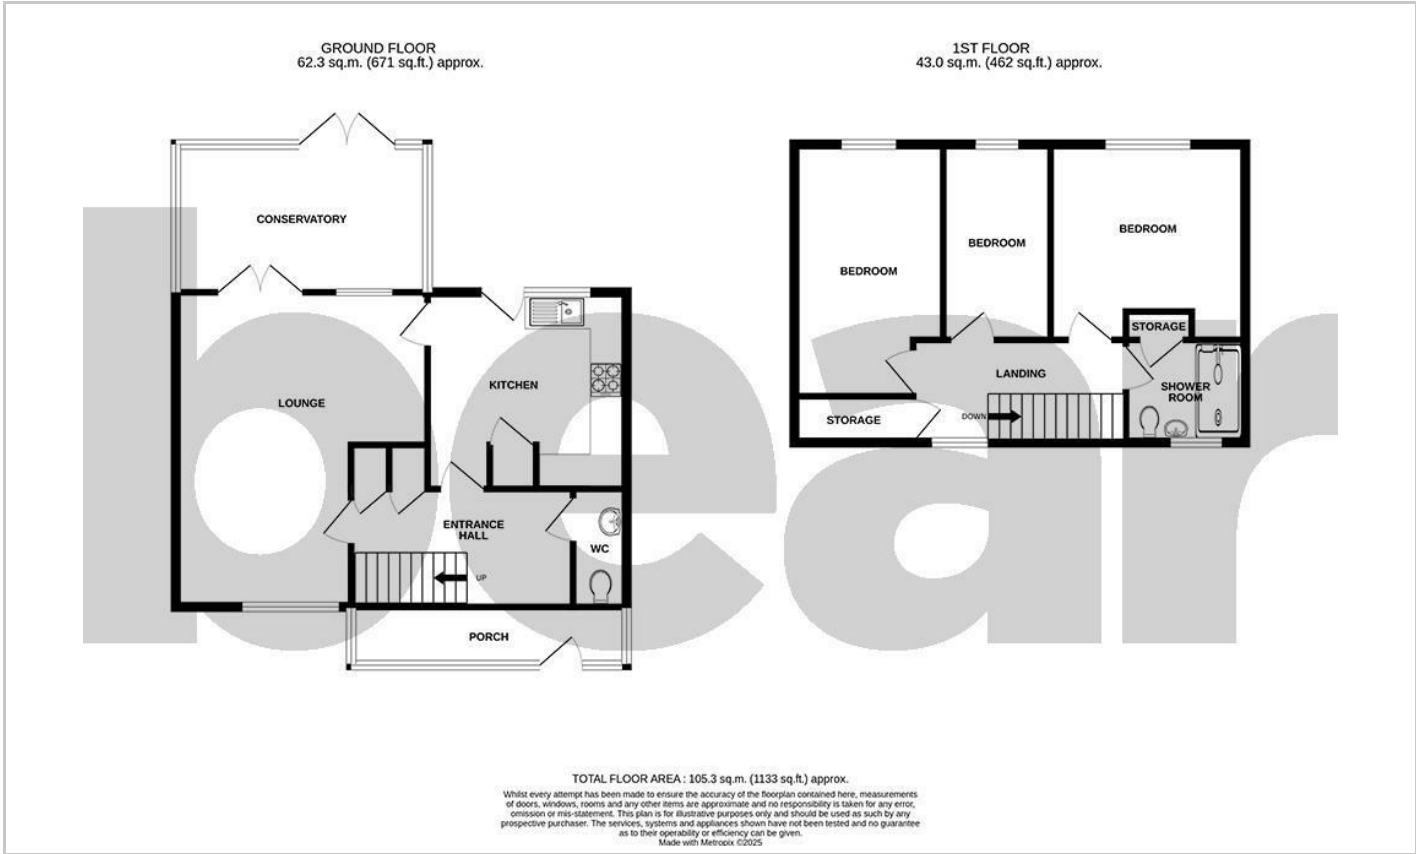 GROUND FLOOR
62.3 sq.m. (671 sq.ft.) approx.
1ST FLOOR
43.0 sq.m. (462 sq.ft.) approx.
CONSERVATORY
LOUNGE
KITCHEN
ENTRANCE
HALL
UP
WC
PORCH
BEDROOM
BEDROOM
BEDROOM
STORAGE
LANDING
SHOWER
ROOM
DOWN
STORAGE
bear
TOTAL FLOOR AREA : 105.3 sq.m. (1133 sq.ft.) approx.
Whilst every attempt has been made to ensure the accuracy of the floorplan contained here, measurements
of doors, windows, rooms and any other items are approximate and no responsibility is taken for any error,
omission or mis-statement. This plan is for illustrative purposes only and should be used as such by any
prospective purchaser. The services, systems and appliances shown have not been tested and no guarantee
as to their operability or efficiency can be given.
Made with Metropix ©2025